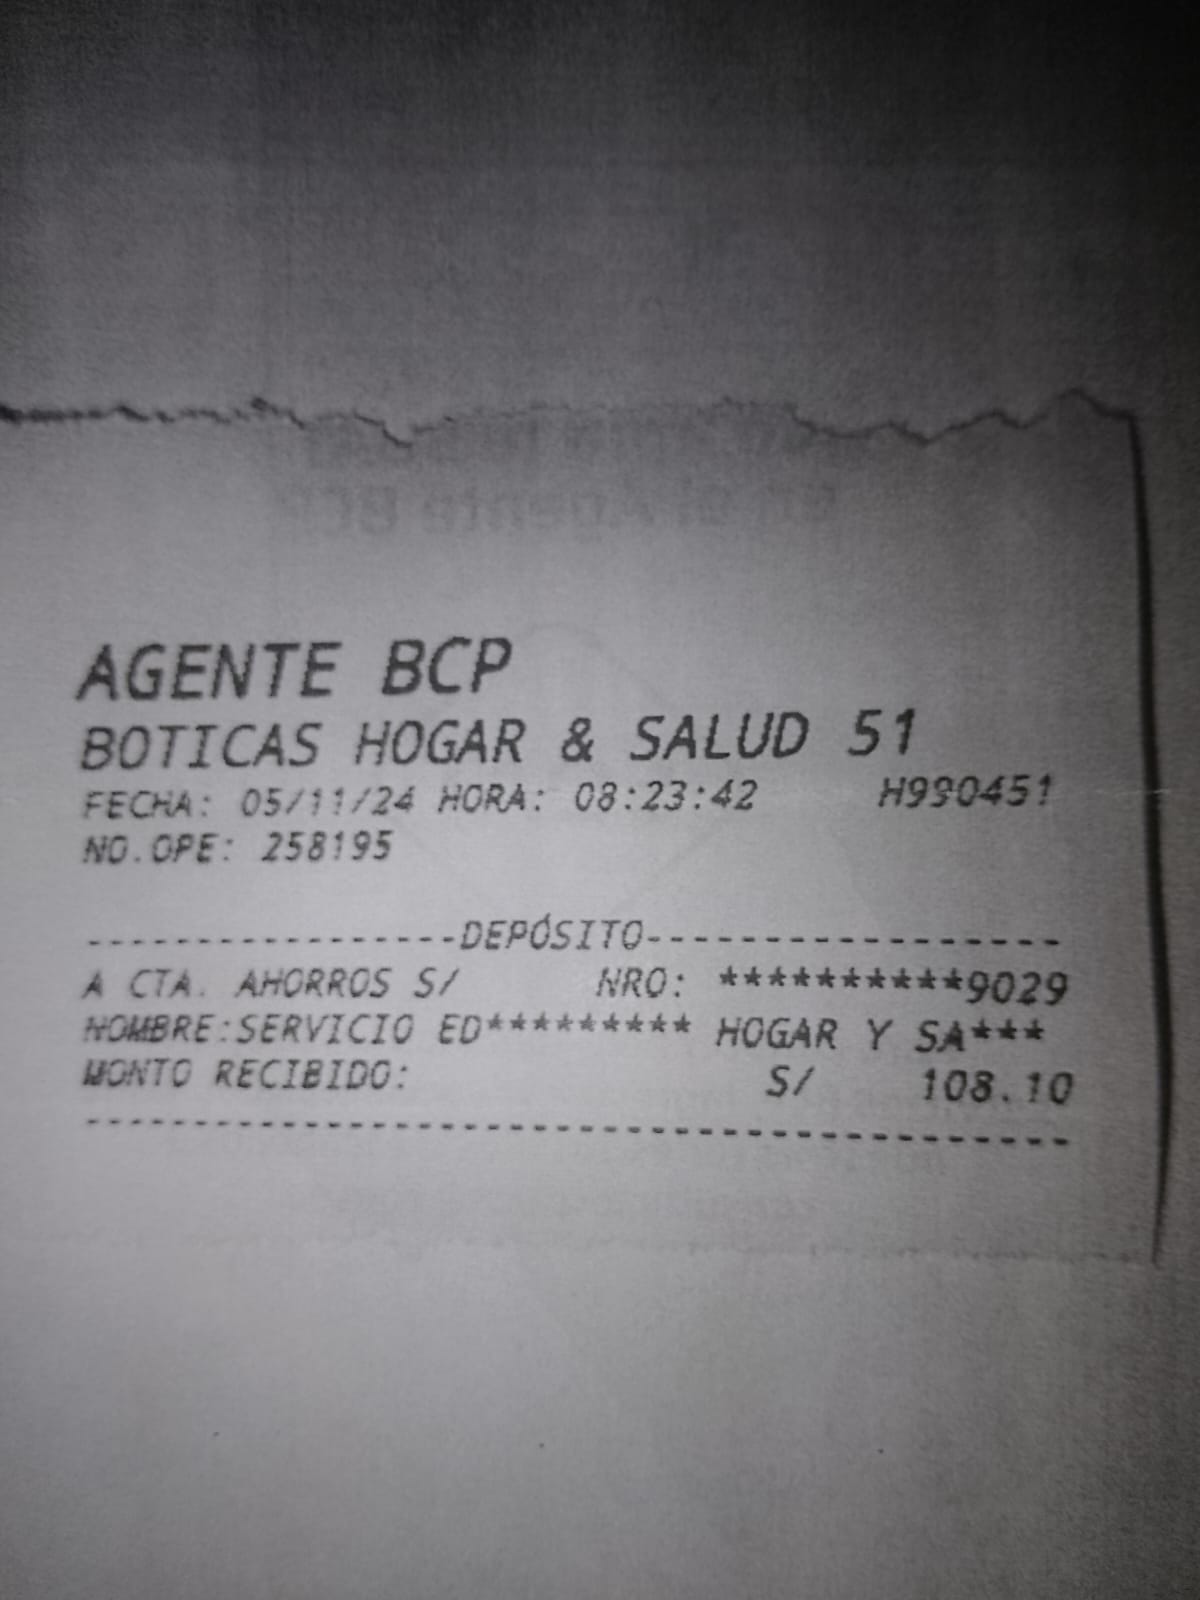 AGENTE BCP
BOTICAS HOGAR & SALUD 51
FECHA: 05/11/24 HORA: 08:23:42 H990451
NO.OPE: 258195
-----------------DEPÓSITO-----------------
A CTA. AHORROS S/ NRO: **********9029
NOMBRE:SERVICIO ED********* HOGAR Y SA***
MONTO RECIBIDO: S/ 108.10